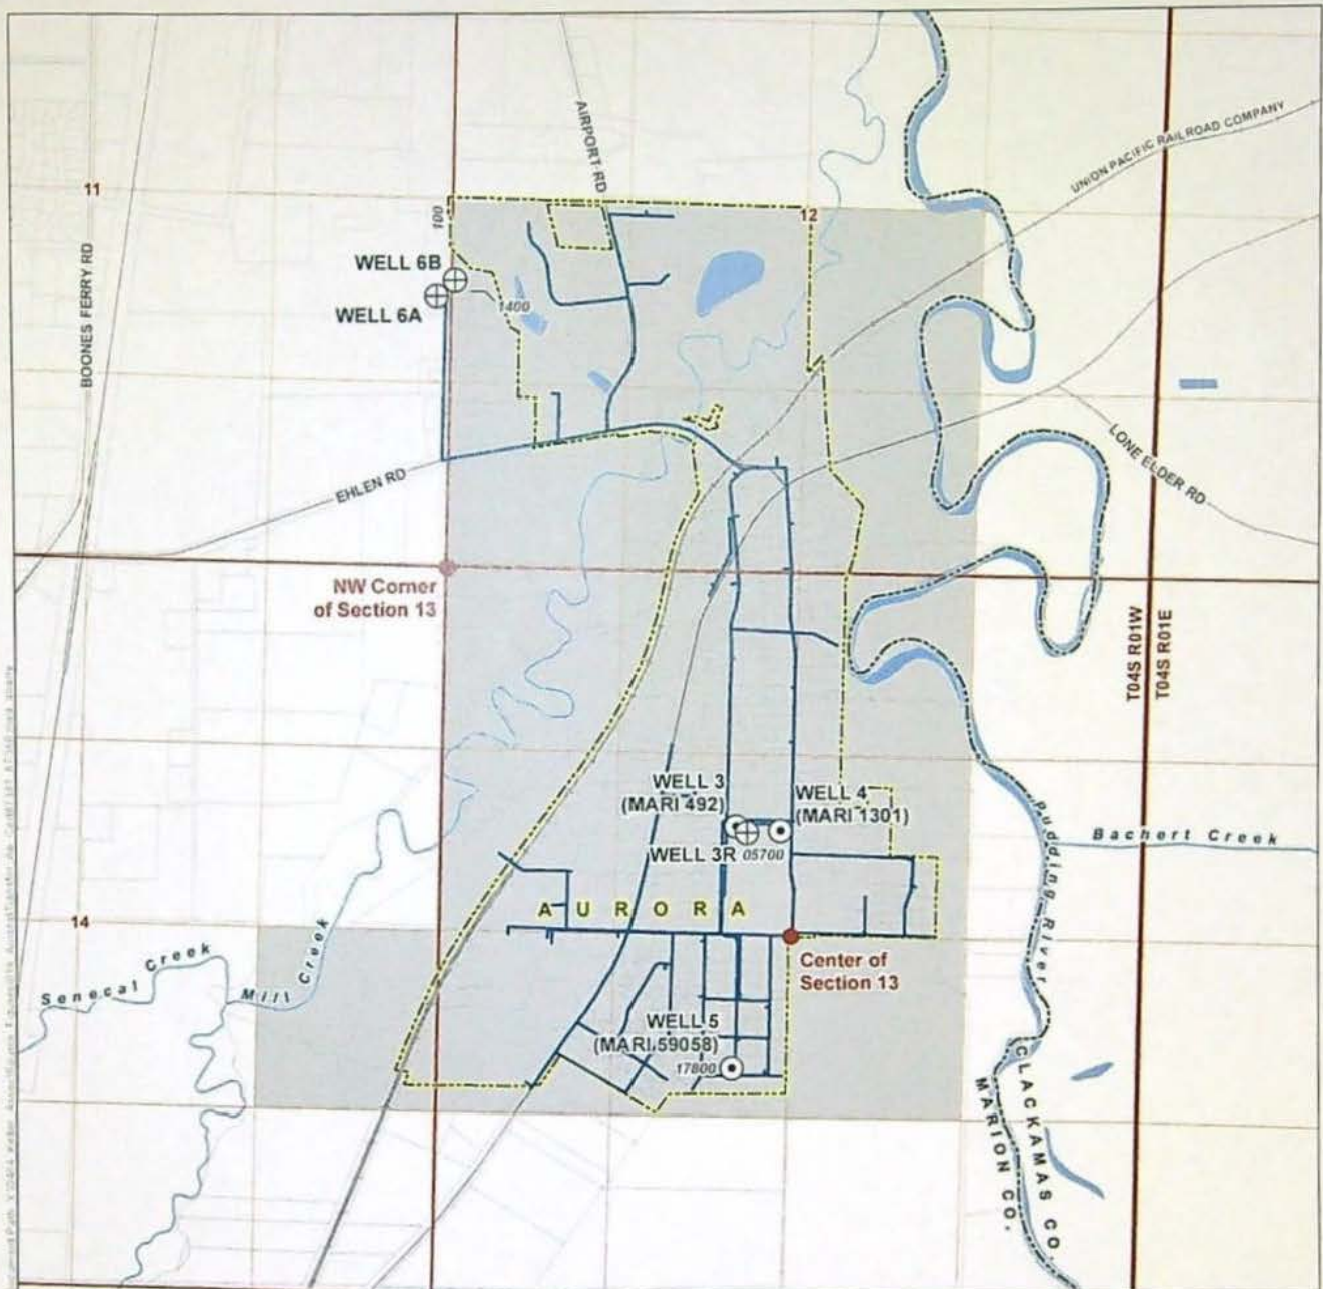 AIRPORT RD
UNION PACIFIC RAILROAD COMPANY
11
12
100
BOONES FERRY RD
WELL 6B
WELL 6A
1400
EHLEN RD
LONE ELDER RD
NW Corner
of Section 13
T04S R01W
T04S R01E
WELL 3
(MARI 492)
WELL 4
(MARI 1301)
WELL 3R
05700
Pudding River
Bachert Creek
AURORA
14
Senecal Creek
Mill Creek
Center of
Section 13
WELL 5
(MARI 59058)
17800
CLACKAMAS CO.
MARION CO.